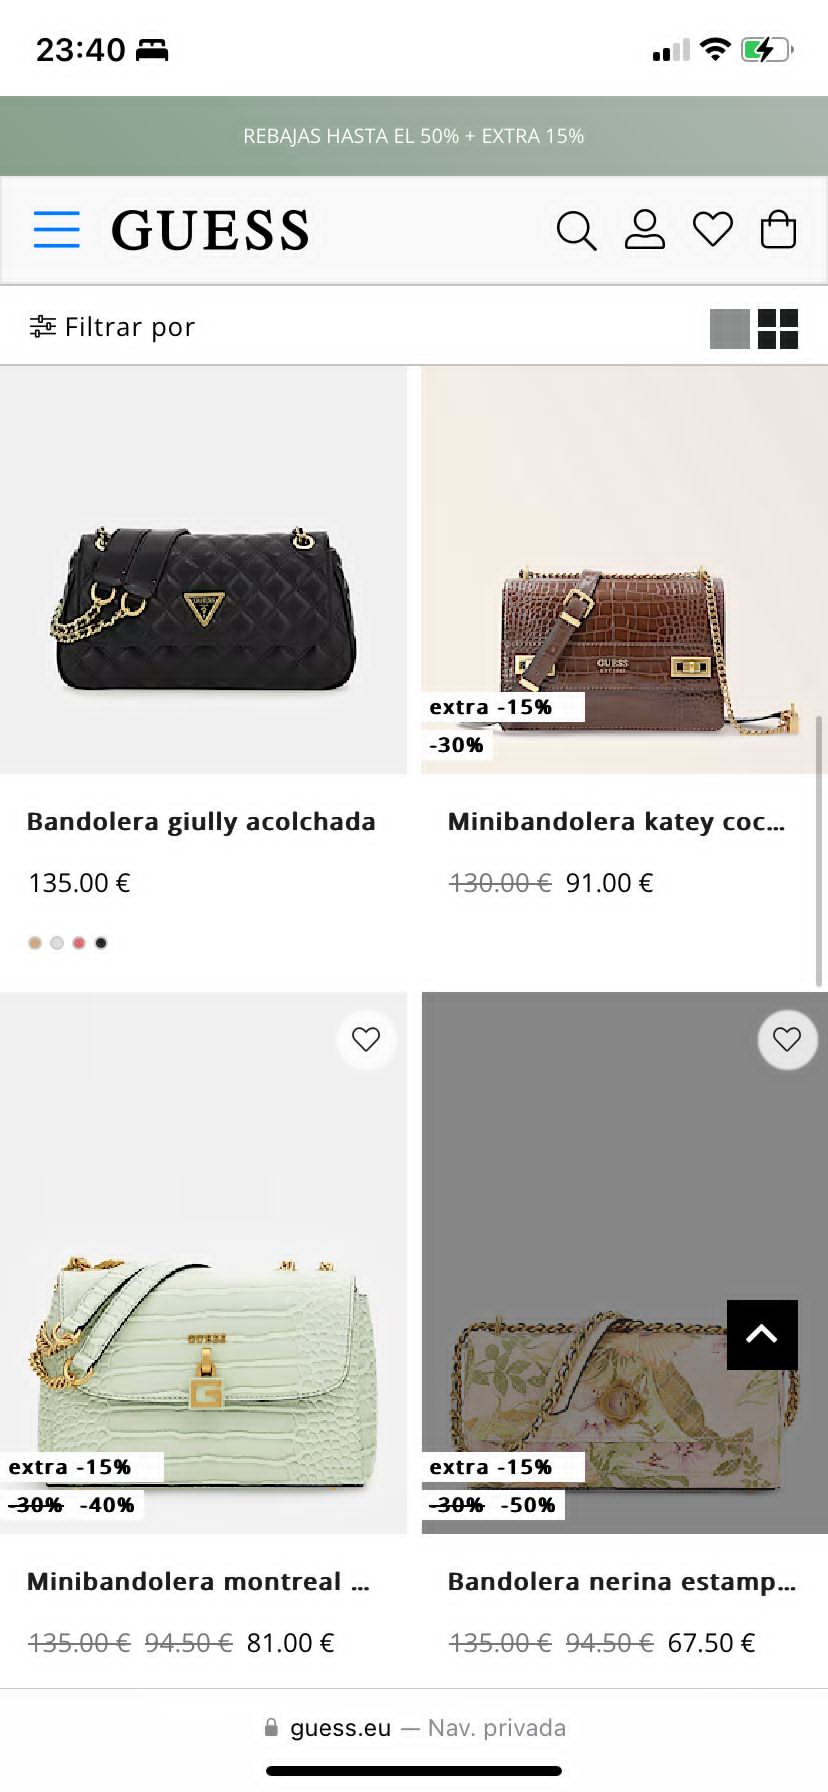 23:40
REBAJAS HASTA EL 50% + EXTRA 15%
GUESS
Filtrar por
GUESS
extra -15%
-30%
Bandolera giully acolchada
Minibandolera katey coc...
135.00 €
130.00 € 91.00 €
GUESS
G
extra -15%
-30% -40%
extra -15%
-30% -50%
Minibandolera montreal ...
Bandolera nerina estamp...
135.00 € 94.50 € 81.00 €
135.00 € 94.50 € 67.50 €
guess.eu — Nav. privada